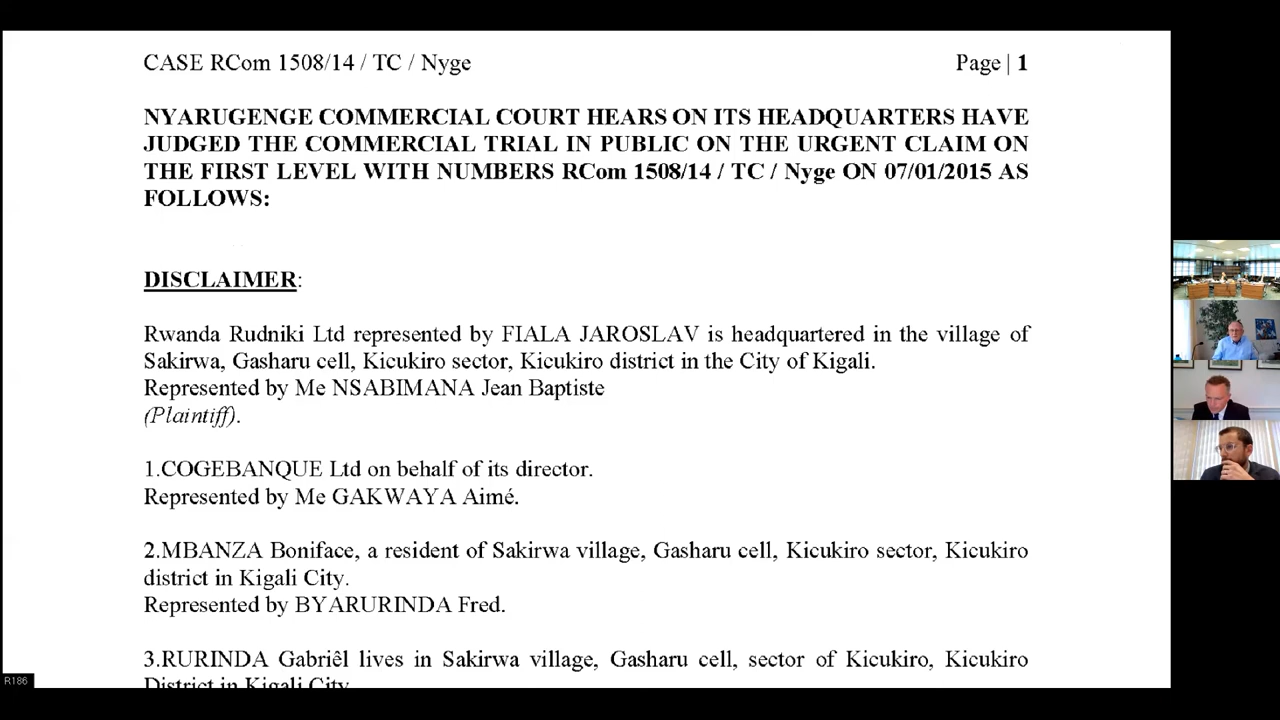 CASE RCom 1508/14 / TC / Nyge Page | 1
NYARUGENGE COMMERCIAL COURT HEARS ON ITS HEADQUARTERS HAVE
JUDGED THE COMMERCIAL TRIAL IN PUBLIC ON THE URGENT CLAIM ON
THE FIRST LEVEL WITH NUMBERS RCom 1508/14 / TC / Nyge ON 07/01/2015 AS
FOLLOWS:
DISCLAIMER:
Rwanda Rudniki Ltd represented by FIALA JAROSLAV is headquartered in the village of
Sakirwa, Gasharu cell, Kicukiro sector, Kicukiro district in the City of Kigali.
Represented by Me NSABIMANA Jean Baptiste
(Plaintiff).
1.COGEBANQUE Ltd on behalf of its director.
Represented by Me GAKWAYA Aimé.
2.MBANZA Boniface, a resident of Sakirwa village, Gasharu cell, Kicukiro sector, Kicukiro
district in Kigali City.
Represented by BYARURINDA Fred.
3.RURINDA Gabriêl lives in Sakirwa village, Gasharu cell, sector of Kicukiro, Kicukiro
District in Kigali City
R186